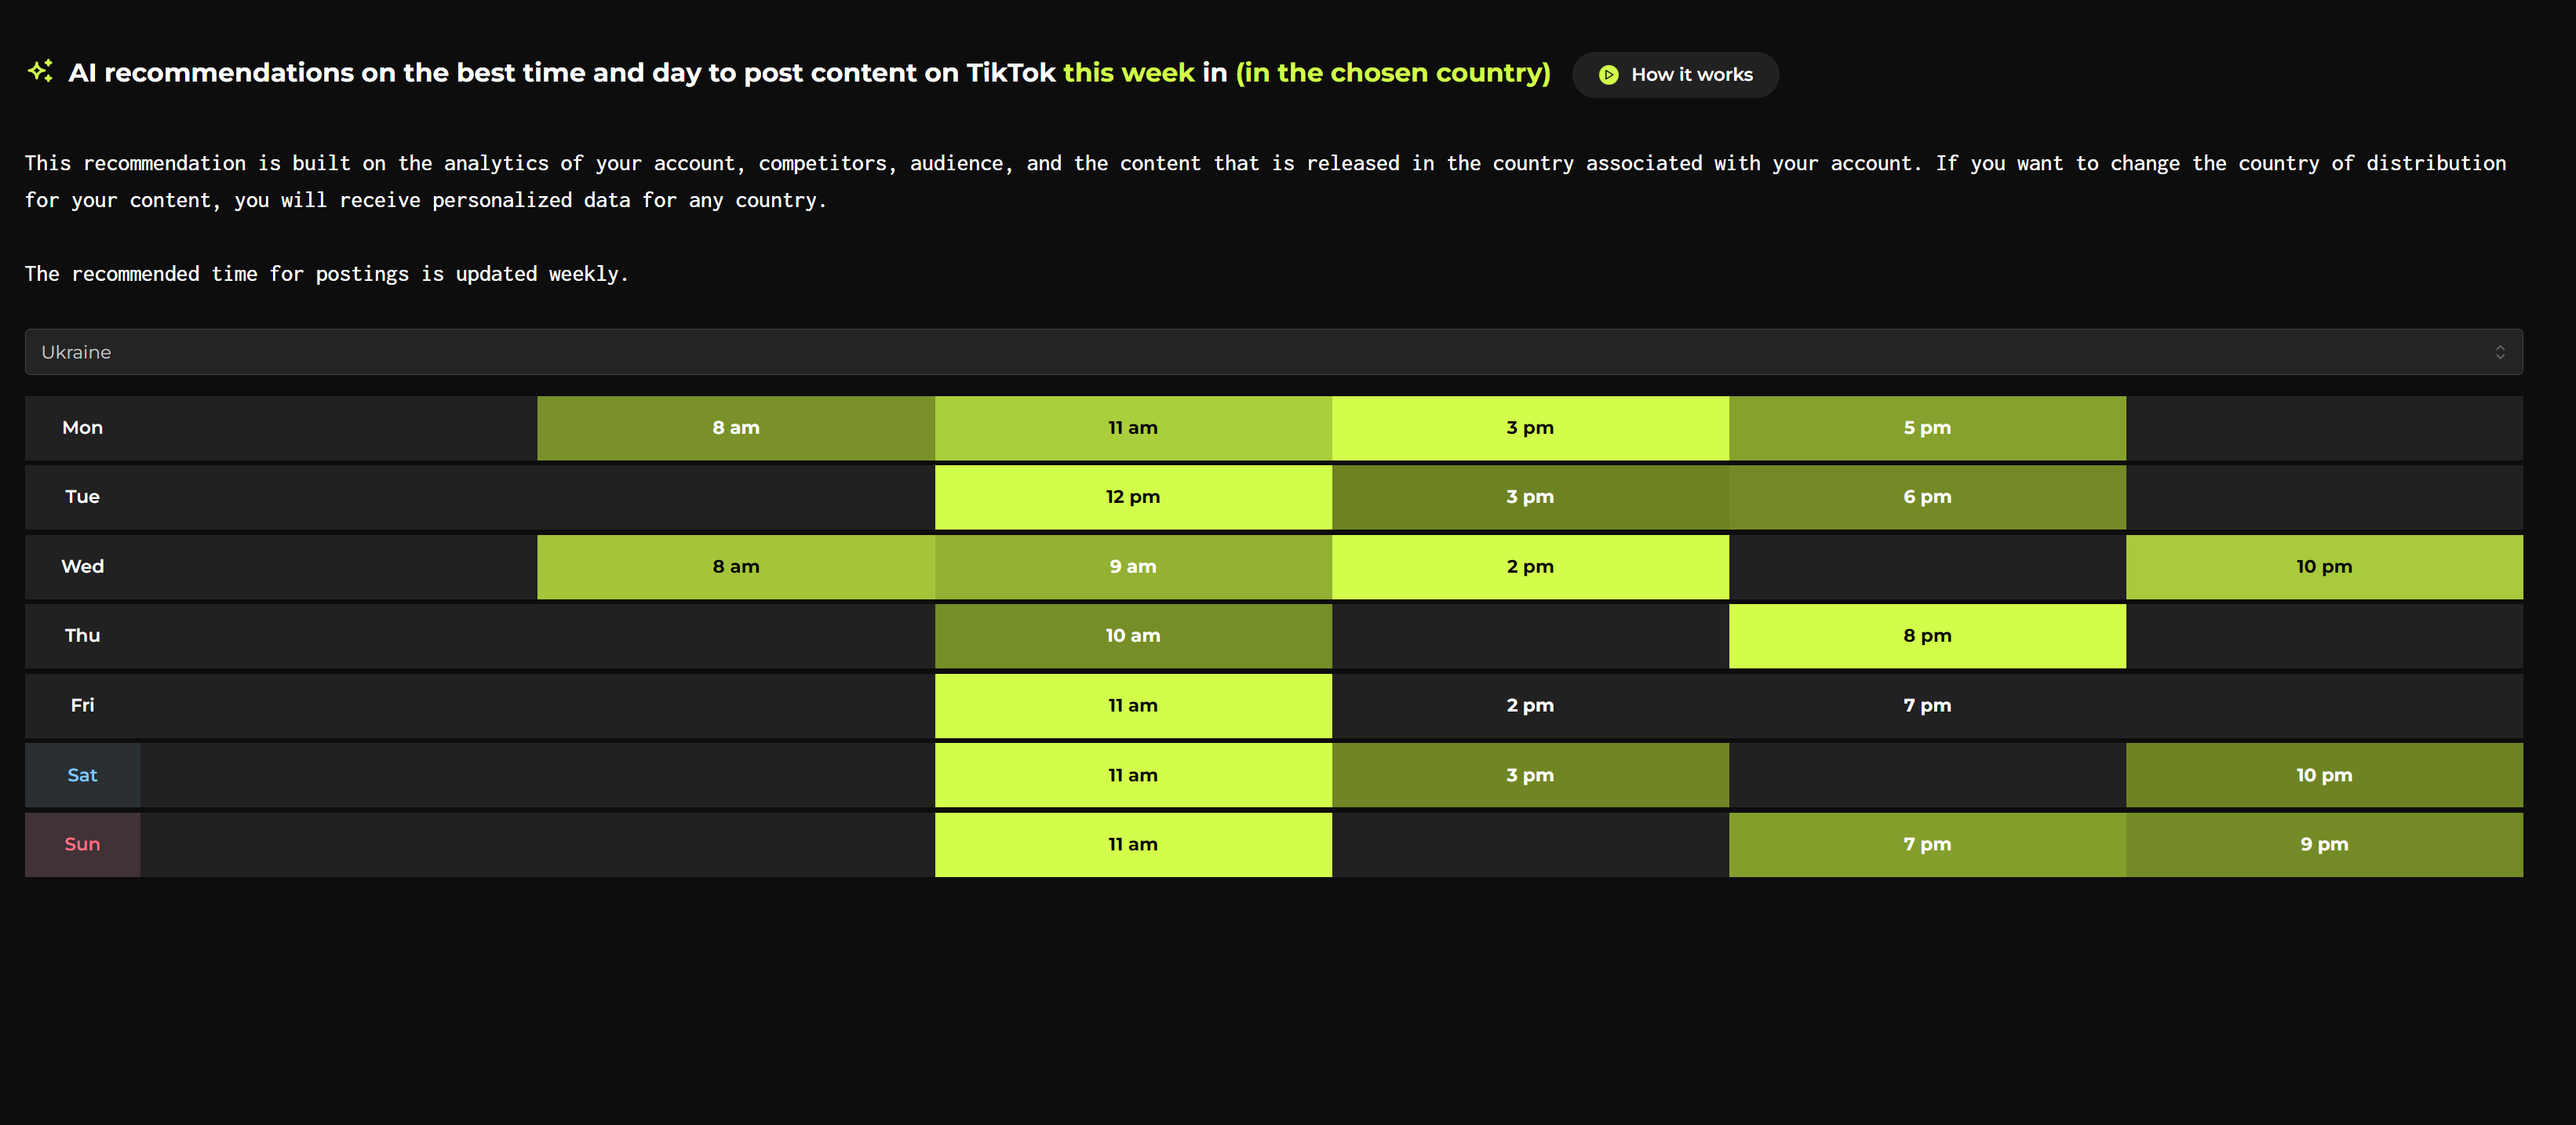 AI recommendations on the best time and day to post content on TikTok this week in (in the chosen country)
How it works
This recommendation is built on the analytics of your account, competitors, audience, and the content that is released in the country associated with your account. If you want to change the country of distribution
for your content, you will receive personalized data for any country.
The recommended time for postings is updated weekly.
Ukraine
Mon 8 am 11 am 3 pm 5 pm
Tue 12 pm 3 pm 6 pm
Wed 8 am 9 am 2 pm 10 pm
Thu 10 am 8 pm
Fri 11 am 2 pm 7 pm
Sat 11 am 3 pm 10 pm
Sun 11 am 7 pm 9 pm